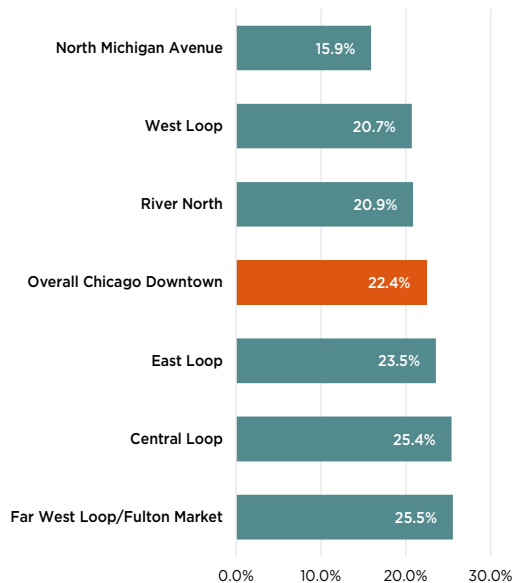 North Michigan Avenue 15.9%
West Loop 20.7%
River North 20.9%
Overall Chicago Downtown 22.4%
East Loop 23.5%
Central Loop 25.4%
Far West Loop/Fulton Market 25.5%
0.0% 10.0% 20.0% 30.0%